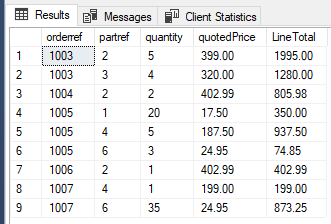 Results Messages Client Statistics
orderref partref quantity quotedPrice LineTotal
1 1003 2 5 399.00 1995.00
2 1003 3 4 320.00 1280.00
3 1004 2 2 402.99 805.98
4 1005 1 20 17.50 350.00
5 1005 4 5 187.50 937.50
6 1005 6 3 24.95 74.85
7 1006 2 1 402.99 402.99
8 1007 4 1 199.00 199.00
9 1007 6 35 24.95 873.25